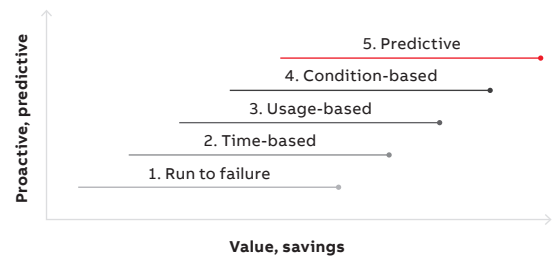 Proactive, predictive
5. Predictive
4. Condition-based
3. Usage-based
2. Time-based
1. Run to failure
Value, savings